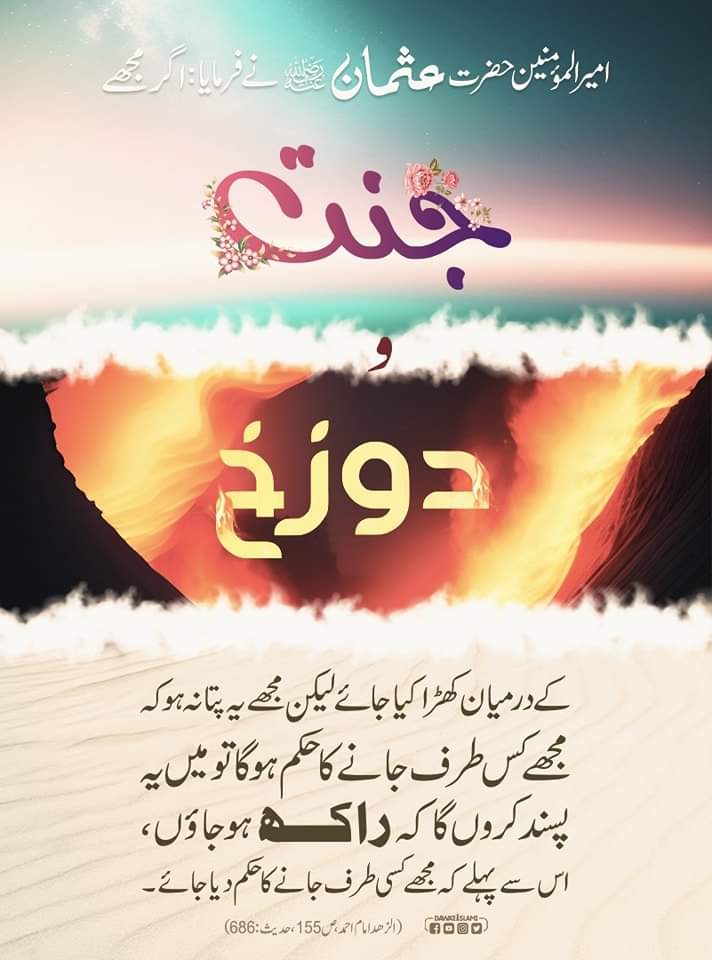 امیرالمؤمنین حضرت عثمان رضی اللہ عنہ نے فرمایا: اگر مجھے
جنت
و
دوزخ
کے درمیان کھڑا کیا جائے لیکن مجھے یہ پتا نہ ہو کہ
مجھے کس طرف جانے کا حکم ہوگا تو میں یہ
پسند کروں گا کہ راکھ ہو جاؤں،
اس سے پہلے کہ مجھے کسی طرف جانے کا حکم دیا جائے۔
(الزھد امام احمد، ص155، حدیث:686)
DAWATEISLAMI